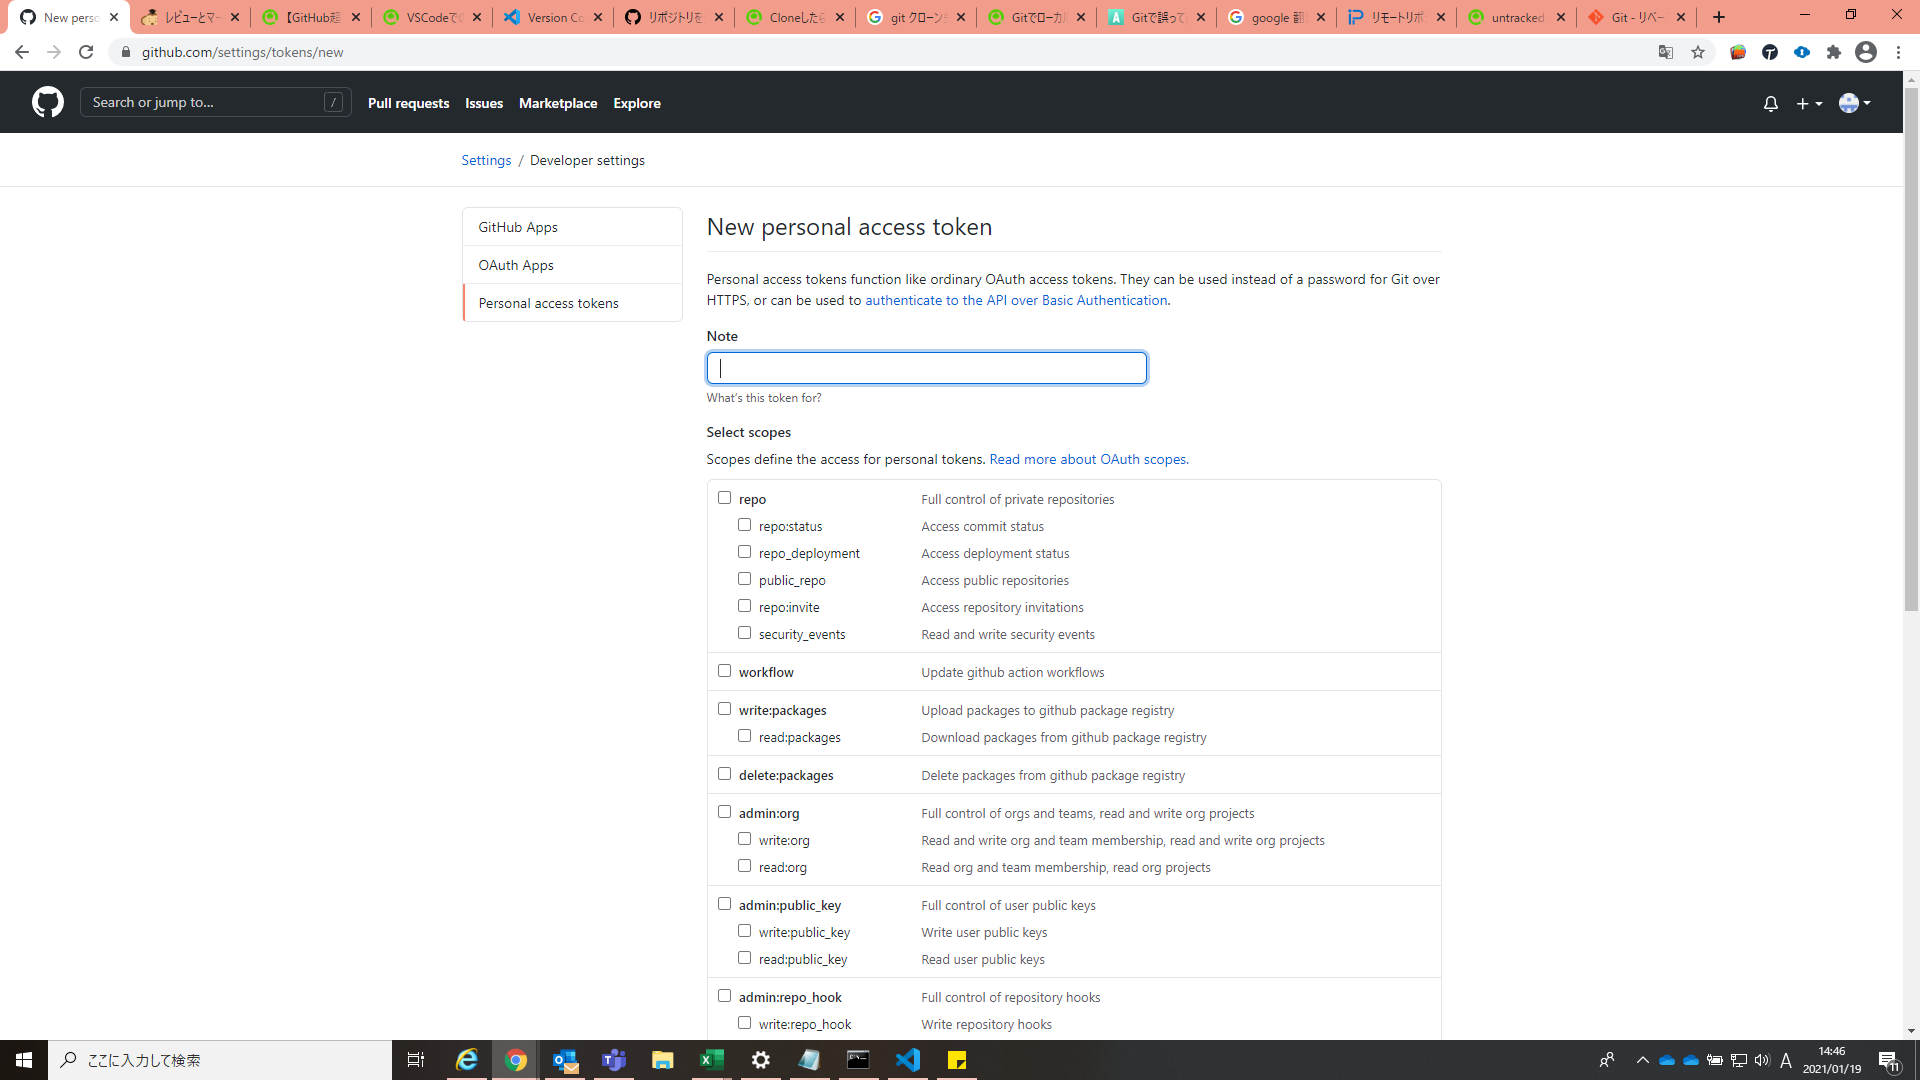 New perso
レビューとマー
【GitHub超
VSCodeでの
Version Co
リポジトリを
Cloneしたら
git クローン
Gitでローカル
Gitで誤って
google 翻
リモートリポ
untracked
Git - リベー
github.com/settings/tokens/new
Search or jump to...
/
Pull requests
Issues
Marketplace
Explore
Settings / Developer settings
GitHub Apps
OAuth Apps
Personal access tokens
New personal access token
Personal access tokens function like ordinary OAuth access tokens. They can be used instead of a password for Git over
HTTPS, or can be used to authenticate to the API over Basic Authentication.
Note
What's this token for?
Select scopes
Scopes define the access for personal tokens. Read more about OAuth scopes.
repo Full control of private repositories
repo:status Access commit status
repo_deployment Access deployment status
public_repo Access public repositories
repo:invite Access repository invitations
security_events Read and write security events
workflow Update github action workflows
write:packages Upload packages to github package registry
read:packages Download packages from github package registry
delete:packages Delete packages from github package registry
admin:org Full control of orgs and teams, read and write org projects
write:org Read and write org and team membership, read and write org projects
read:org Read org and team membership, read org projects
admin:public_key Full control of user public keys
write:public_key Write user public keys
read:public_key Read user public keys
admin:repo_hook Full control of repository hooks
write:repo_hook Write repository hooks
ここに入力して検索
A
14:46
2021/01/19
11